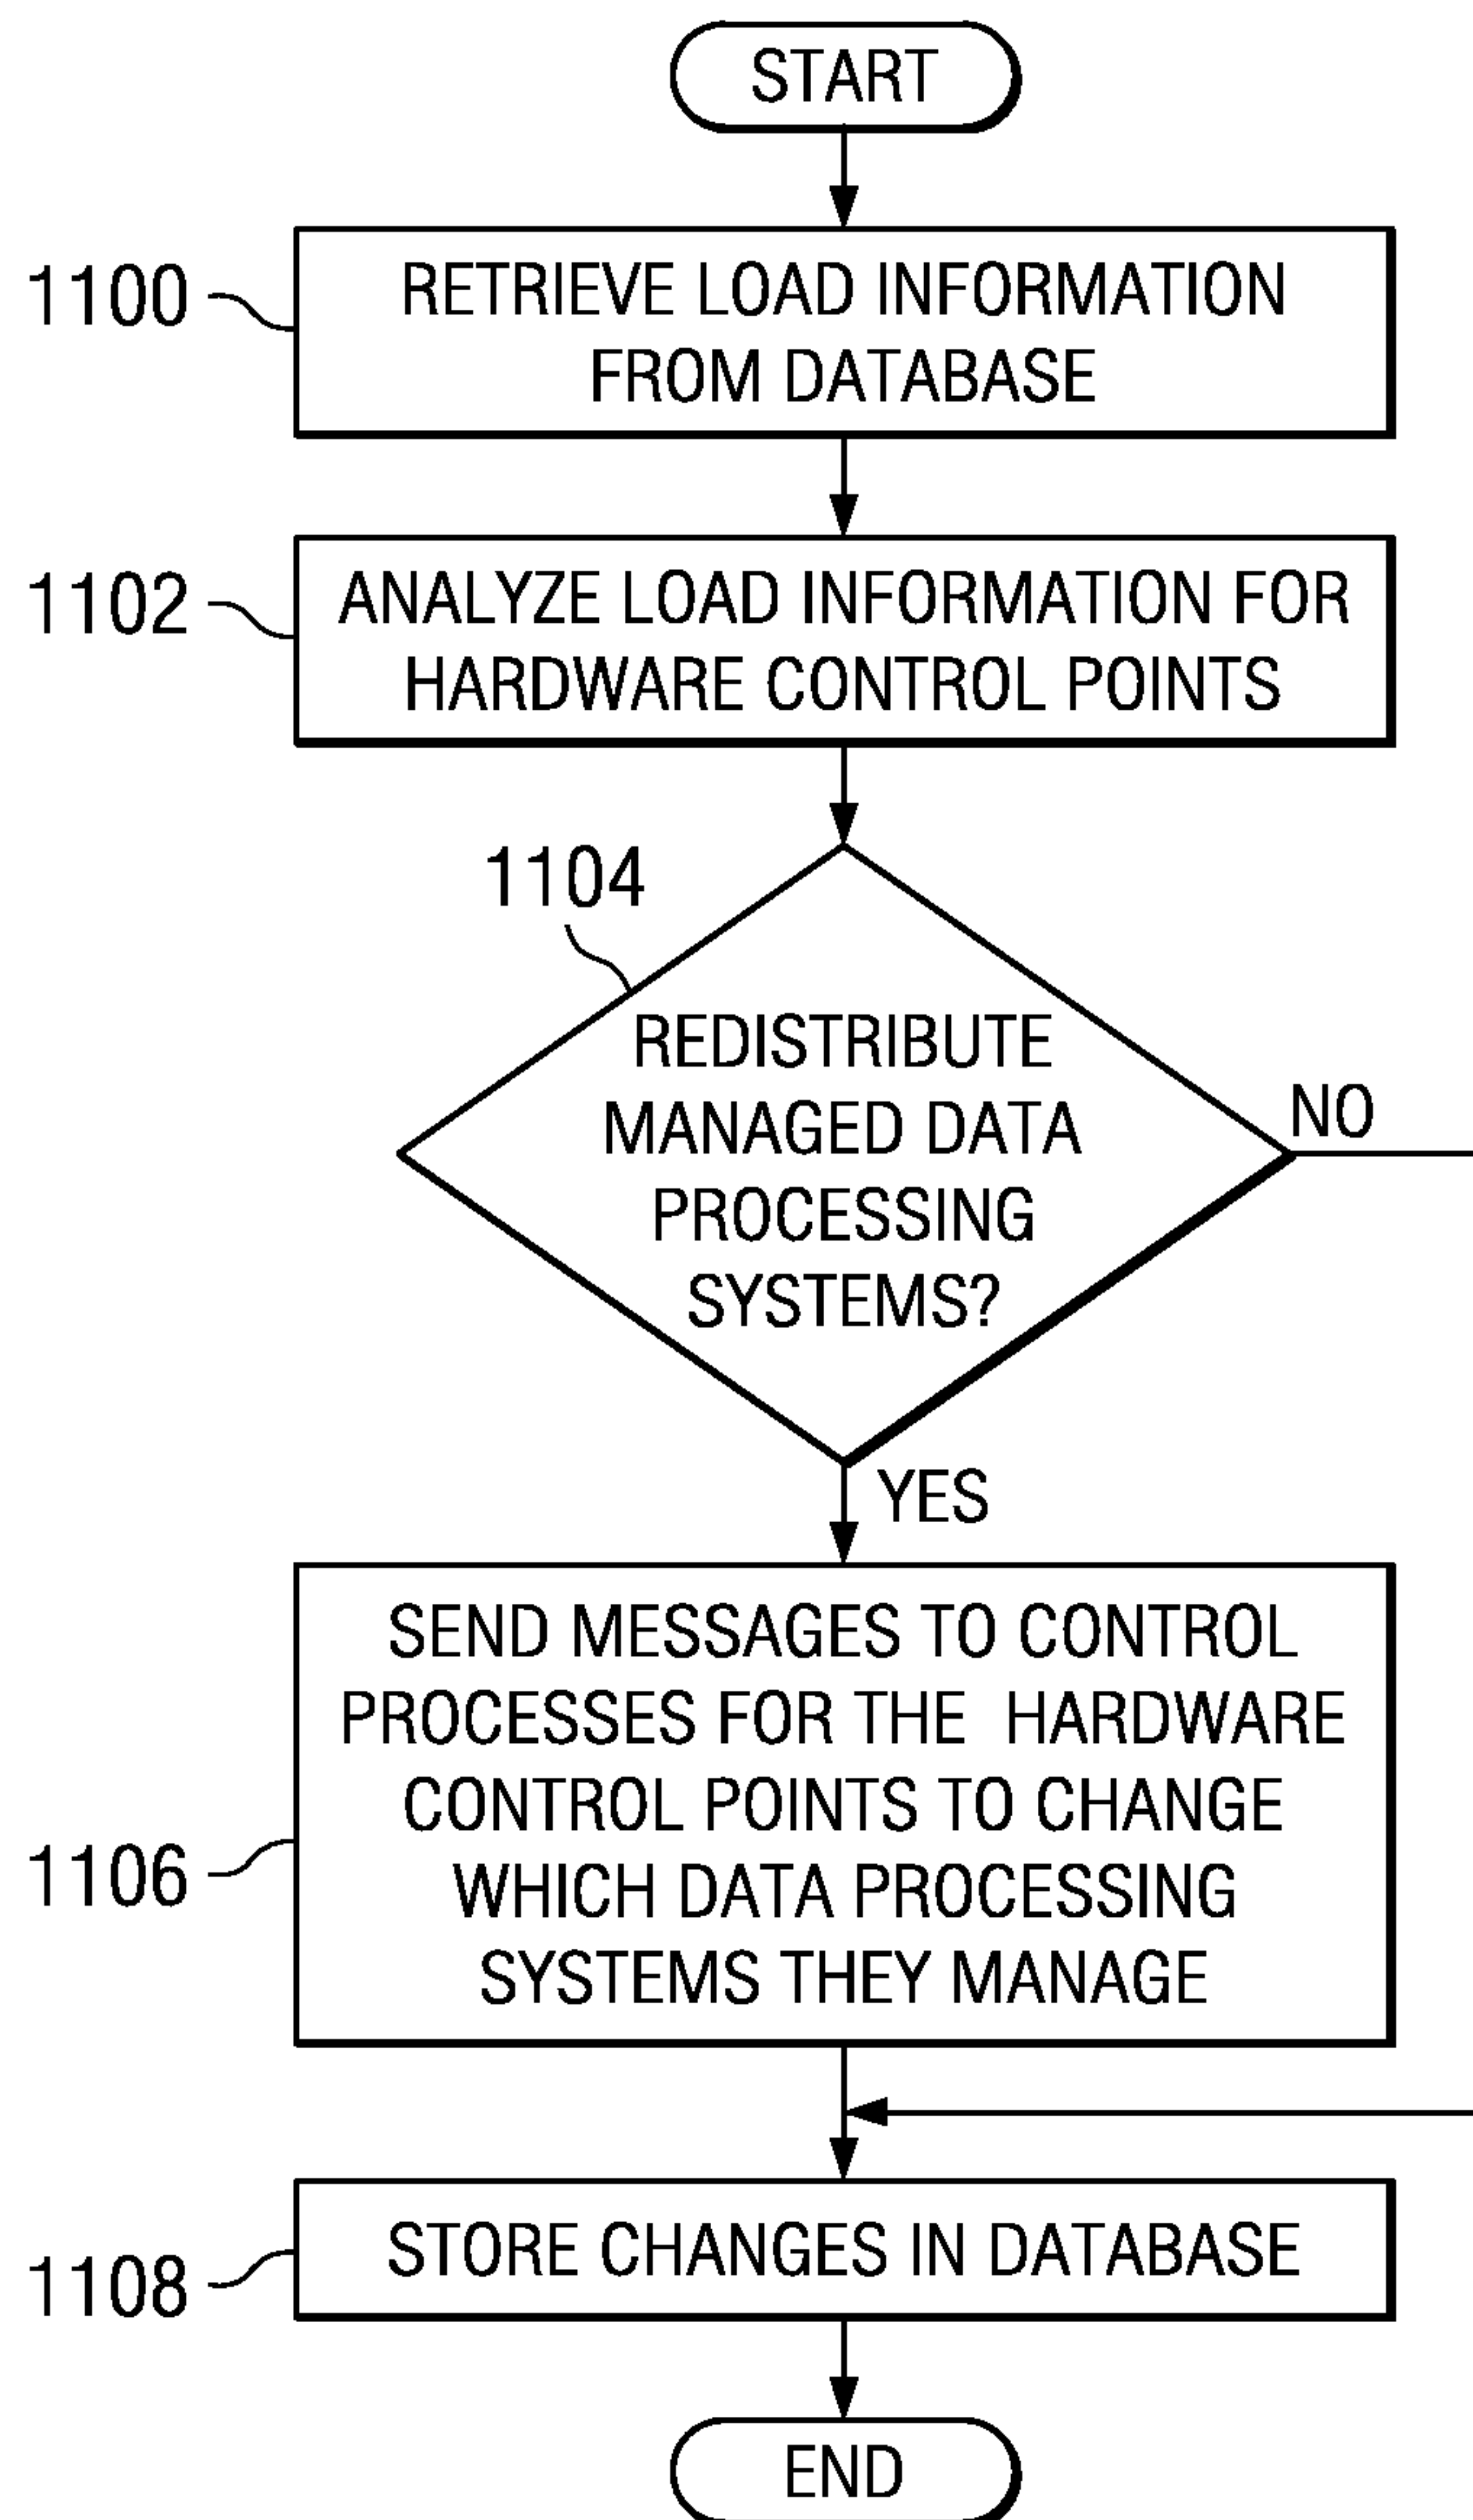 START
1100
RETRIEVE LOAD INFORMATION
FROM DATABASE
1102
ANALYZE LOAD INFORMATION FOR
HARDWARE CONTROL POINTS
1104
REDISTRIBUTE
MANAGED DATA
PROCESSING
SYSTEMS?
NO
YES
SEND MESSAGES TO CONTROL
PROCESSES FOR THE HARDWARE
CONTROL POINTS TO CHANGE
WHICH DATA PROCESSING
SYSTEMS THEY MANAGE
1106
STORE CHANGES IN DATABASE
1108
END